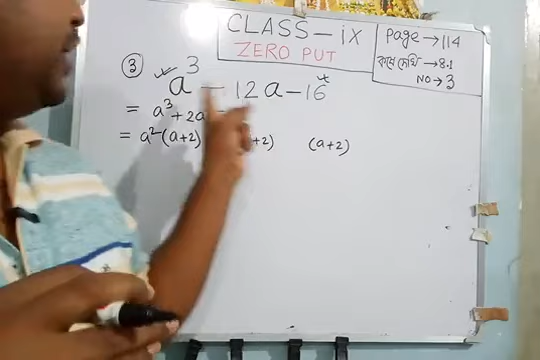 CLASS – ix
ZERO PUT
Page → 114
কষে দেখি → 8.1
NO → 3
③ a³ – 12a – 16
= a³ + 2a
= a²(a+2) +2) (a+2)